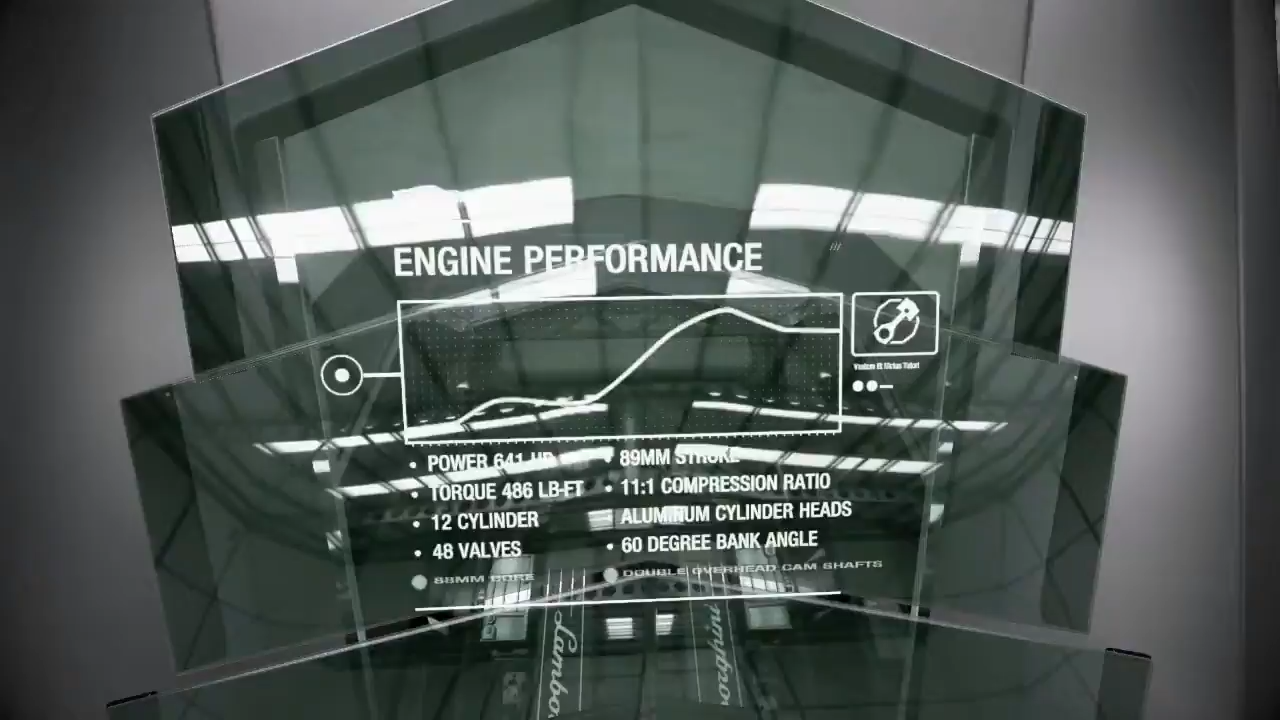 ENGINE PERFORMANCE
• POWER 641 HP
• TORQUE 486 LB-FT
• 12 CYLINDER
• 48 VALVES
88MM BORE
• 89MM STROKE
• 11:1 COMPRESSION RATIO
ALUMINUM CYLINDER HEADS
• 60 DEGREE BANK ANGLE
DOUBLE OVERHEAD CAM SHAFTS
Lambo